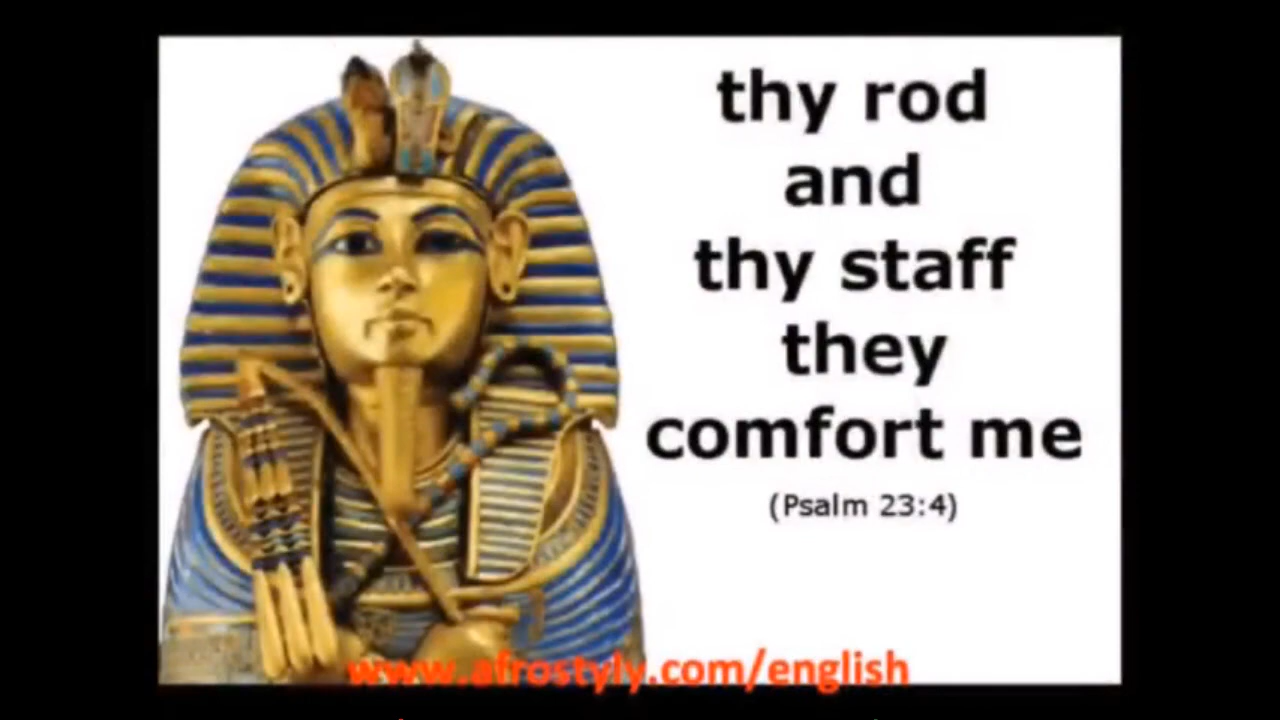 thy rod
and
thy staff
they
comfort me
(Psalm 23:4)
www.afrostyly.com/english